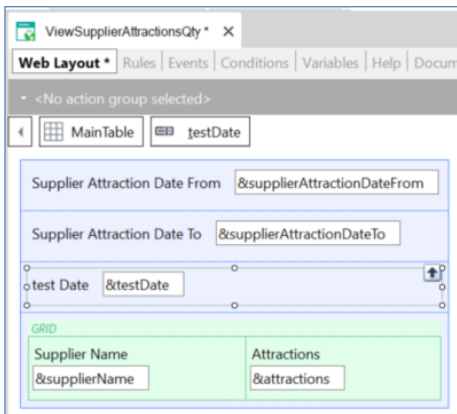 ViewSupplierAttractionsQty * X
Web Layout * Rules Events Conditions Variables Help Docum
<No action group selected>
MainTable testDate
Supplier Attraction Date From &supplierAttractionDateFrom
Supplier Attraction Date To &supplierAttractionDateTo
test Date &testDate
GRID
Supplier Name Attractions
&supplierName &attractions